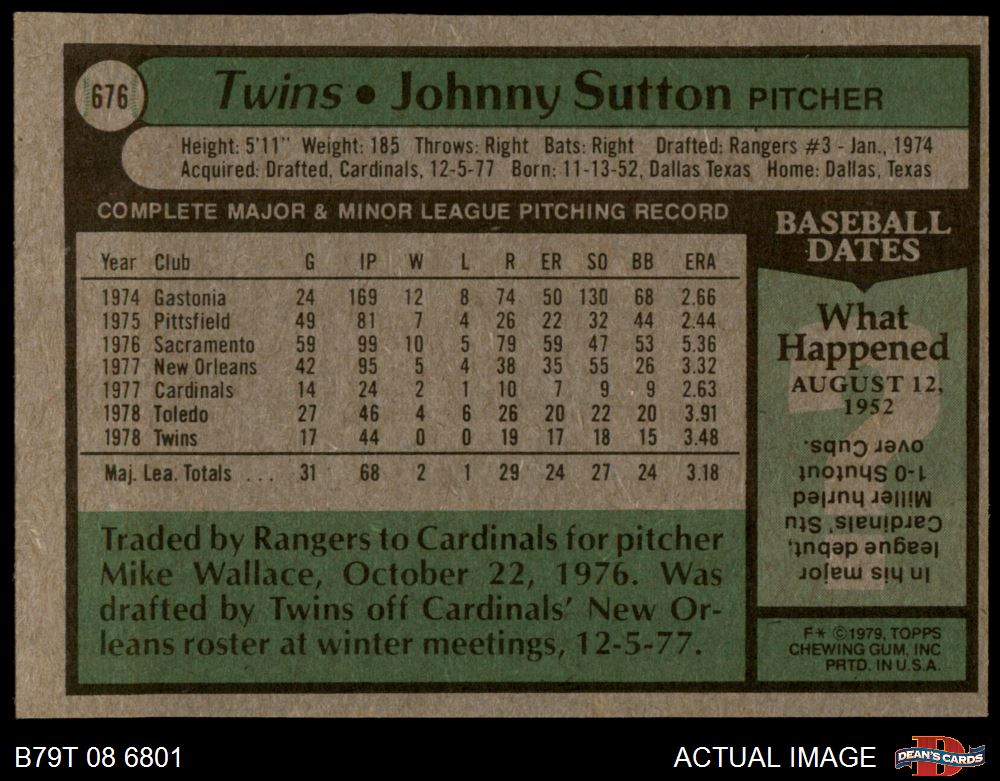 676
Twins • Johnny Sutton PITCHER
Height: 5'11" Weight: 185 Throws: Right Bats: Right Drafted: Rangers #3 - Jan., 1974
Acquired: Drafted, Cardinals, 12-5-77 Born: 11-13-52, Dallas Texas Home: Dallas, Texas
COMPLETE MAJOR & MINOR LEAGUE PITCHING RECORD
Year Club G IP W L R ER SO BB ERA
1974 Gastonia 24 169 12 8 74 50 130 68 2.66
1975 Pittsfield 49 81 7 4 26 22 32 44 2.44
1976 Sacramento 59 99 10 5 79 59 47 53 5.36
1977 New Orleans 42 95 5 4 38 35 55 26 3.32
1977 Cardinals 14 24 2 1 10 7 9 9 2.63
1978 Toledo 27 46 4 6 26 20 22 20 3.91
1978 Twins 17 44 0 0 19 17 18 15 3.48
Maj. Lea. Totals ... 31 68 2 1 29 24 27 24 3.18
Traded by Rangers to Cardinals for pitcher
Mike Wallace, October 22, 1976. Was
drafted by Twins off Cardinals' New Or-
leans roster at winter meetings, 12-5-77.
BASEBALL
DATES
What
Happened
AUGUST 12,
1952
In his major
league debut,
Cardinals' Stu
Miller hurled
1-0 Shutout
over Cubs.
F* ©1979, TOPPS
CHEWING GUM, INC
PRTD. IN U.S.A.
B79T 08 6801
ACTUAL IMAGE
D
DEAN'S CARDS